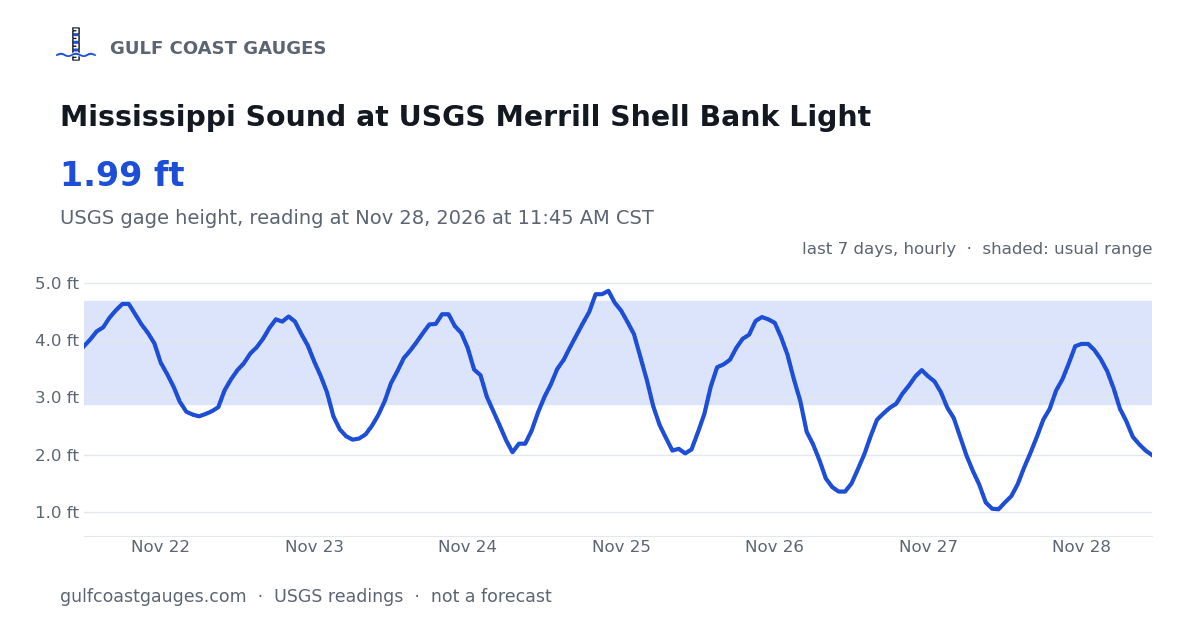 GULF COAST GAUGES
Mississippi Sound at USGS Merrill Shell Bank Light
1.99 ft
USGS gage height, reading at Nov 28, 2026 at 11:45 AM CST
last 7 days, hourly · shaded: usual range
5.0 ft
4.0 ft
3.0 ft
2.0 ft
1.0 ft
Nov 22 Nov 23 Nov 24 Nov 25 Nov 26 Nov 27 Nov 28
gulfcoastgauges.com · USGS readings · not a forecast